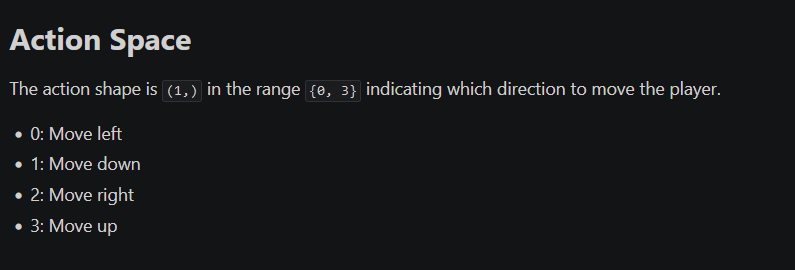 Action Space
The action shape is (1,) in the range {0, 3} indicating which direction to move the player.
• 0: Move left
• 1: Move down
• 2: Move right
• 3: Move up